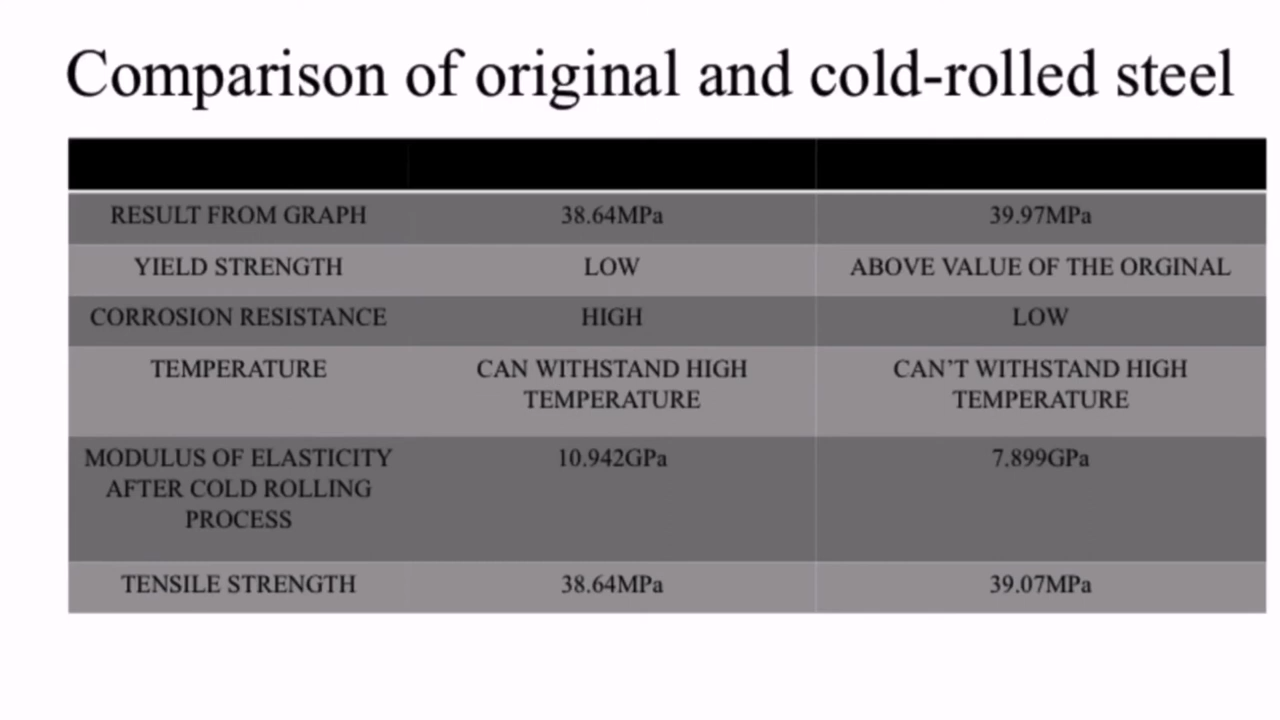 Comparison of original and cold-rolled steel
RESULT FROM GRAPH 38.64MPa 39.97MPa
YIELD STRENGTH LOW ABOVE VALUE OF THE ORGINAL
CORROSION RESISTANCE HIGH LOW
TEMPERATURE CAN WITHSTAND HIGH CAN'T WITHSTAND HIGH
TEMPERATURE TEMPERATURE
MODULUS OF ELASTICITY 10.942GPa 7.899GPa
AFTER COLD ROLLING
PROCESS
TENSILE STRENGTH 38.64MPa 39.07MPa